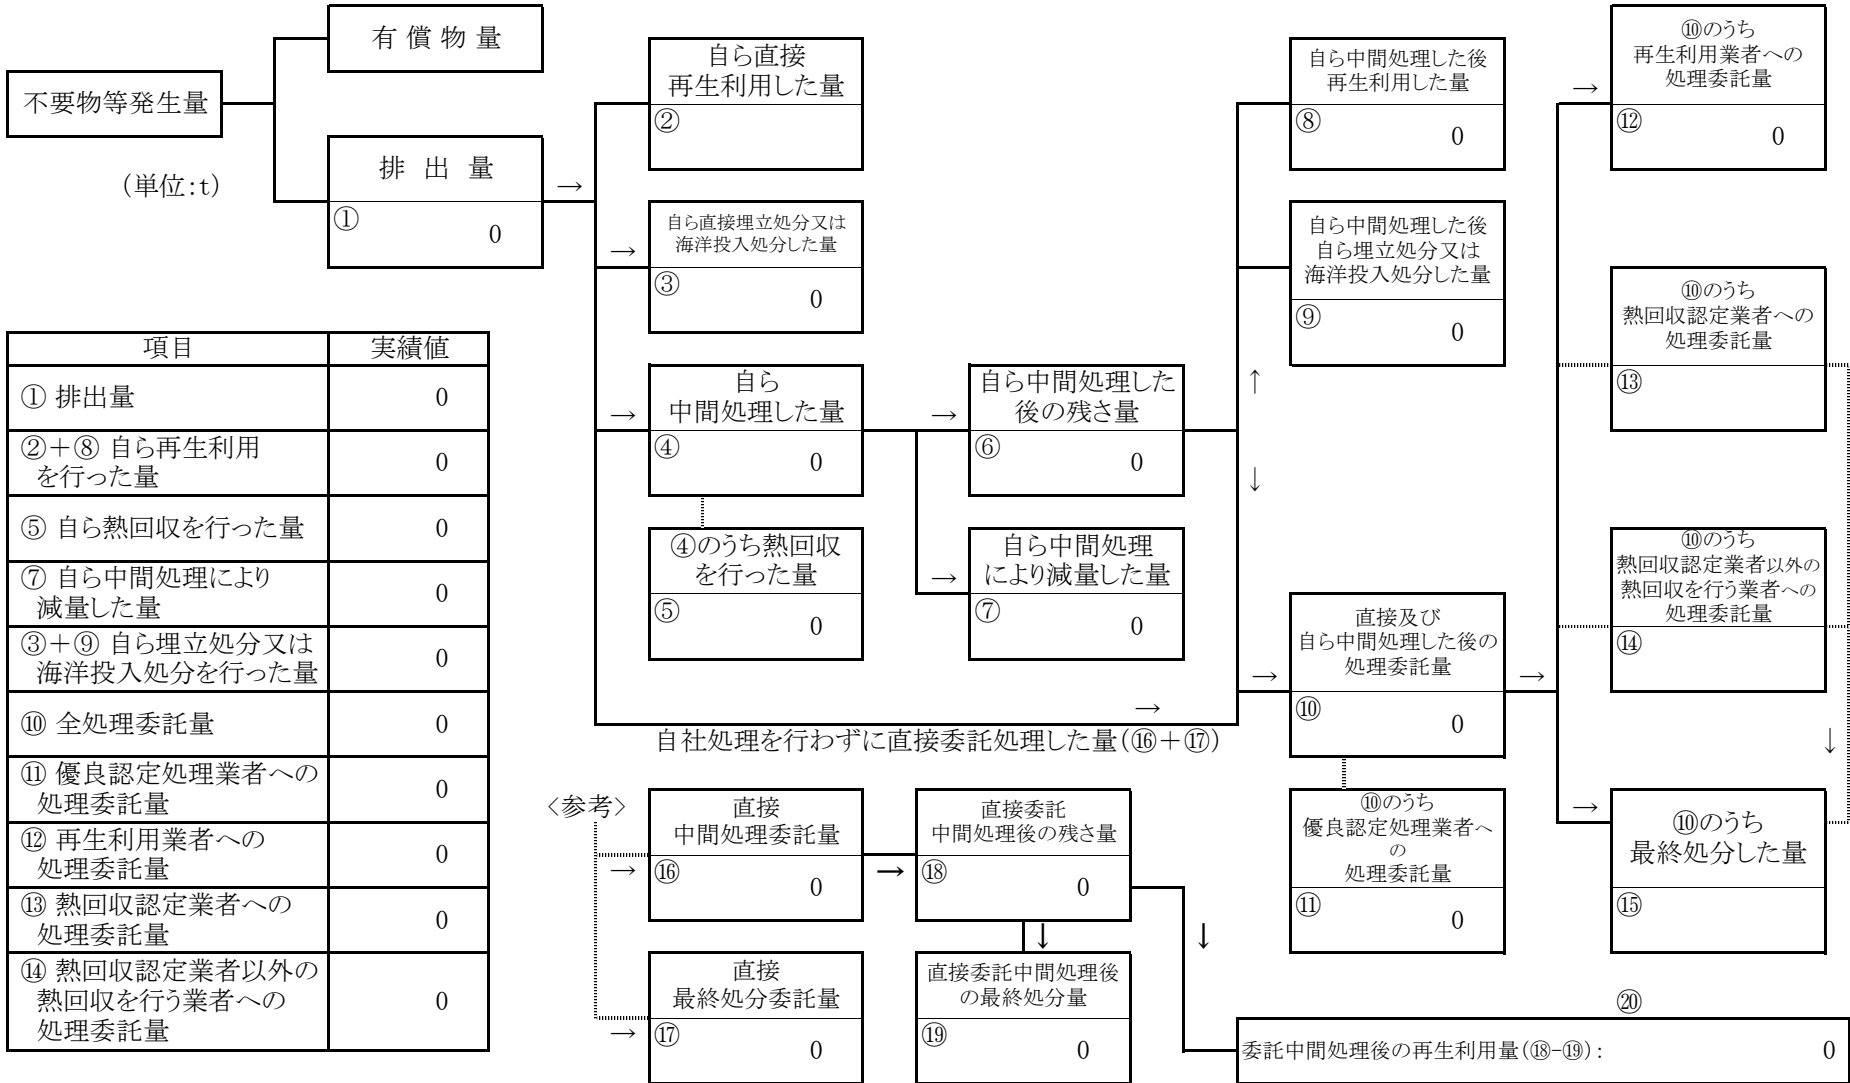 不要物等発生量
(単位:t)
有 償 物 量
排 出 量
①
0
→
自ら直接
再生利用した量
②
→
自ら直接埋立処分又は
海洋投入処分した量
③
0
→
自ら
中間処理した量
④
0
④のうち熱回収
を行った量
⑤
0
→
自ら中間処理した
後の残さ量
⑥
0
→
自ら中間処理
により減量した量
⑦
0
自ら中間処理した後
再生利用した量
⑧
0
自ら中間処理した後
自ら埋立処分又は
海洋投入処分した量
⑨
0
↑
↓
→
自社処理を行わずに直接委託処理した量(⑯+⑰)
→
直接及び
自ら中間処理した後の
処理委託量
⑩
0
→
⑩のうち
優良認定処理業者へ
の
処理委託量
⑪
0
→
⑩のうち
再生利用業者への
処理委託量
⑫
0
⑩のうち
熱回収認定業者への
処理委託量
⑬
⑩のうち
熱回収認定業者以外の
熱回収を行う業者への
処理委託量
⑭
↓
→
⑩のうち
最終処分した量
⑮
項目 実績値
① 排出量 0
②+⑧ 自ら再生利用
を行った量 0
⑤ 自ら熱回収を行った量 0
⑦ 自ら中間処理により
減量した量 0
③+⑨ 自ら埋立処分又は
海洋投入処分を行った量 0
⑩ 全処理委託量 0
⑪ 優良認定処理業者への
処理委託量 0
⑫ 再生利用業者への
処理委託量 0
⑬ 熱回収認定業者への
処理委託量 0
⑭ 熱回収認定業者以外の
熱回収を行う業者への
処理委託量 0
<参考>
→
直接
中間処理委託量
⑯
0
→
直接
最終処分委託量
⑰
0
→
直接委託
中間処理後の残さ量
⑱
0
↓
直接委託中間処理後
の最終処分量
⑲
0
↓
⑳
委託中間処理後の再生利用量(⑱-⑲): 0